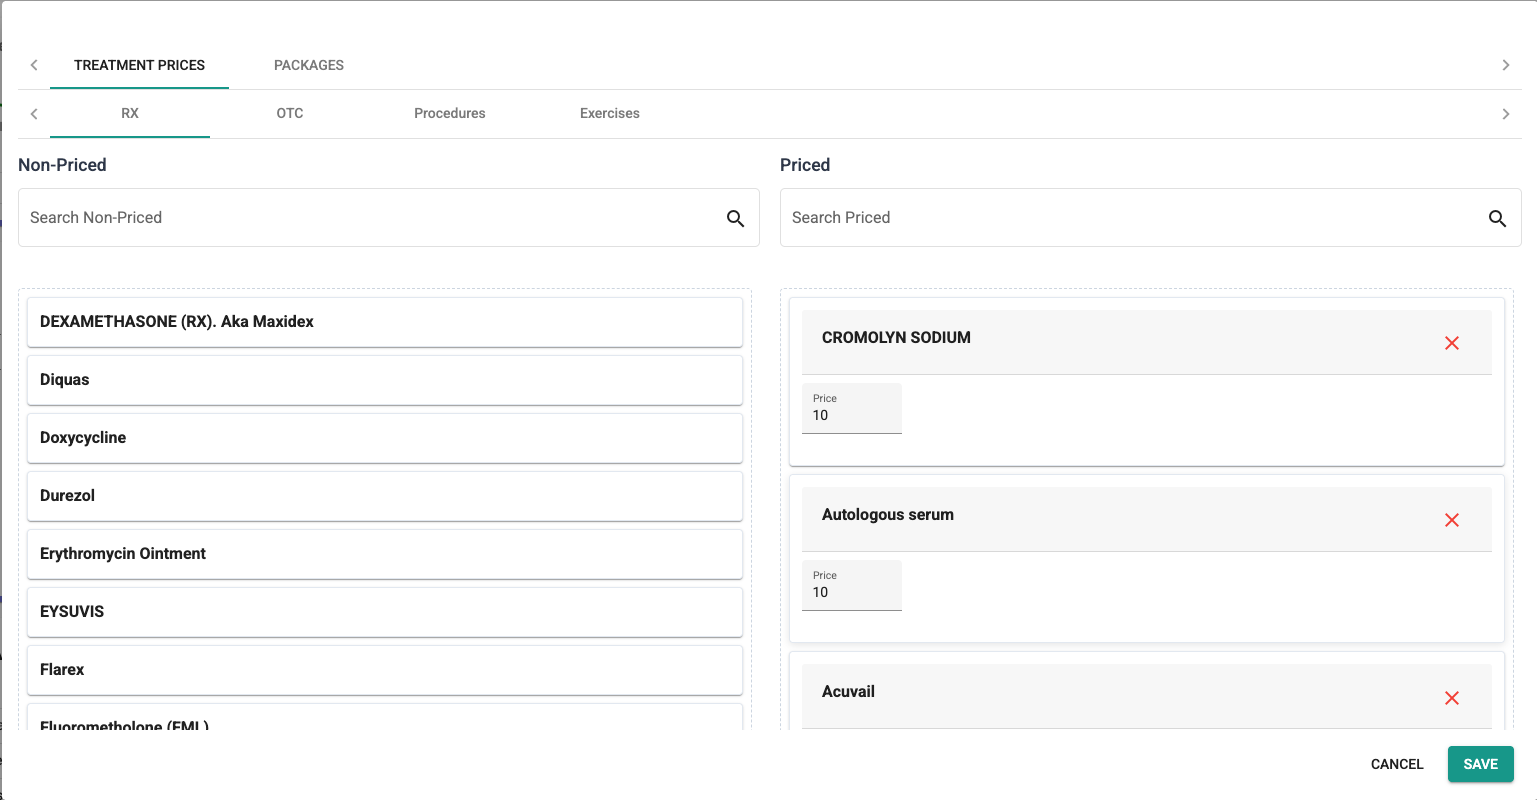 TREATMENT PRICES PACKAGES
RX OTC Procedures Exercises
Non-Priced
Search Non-Priced
DEXAMETHASONE (RX). Aka Maxidex
Diquas
Doxycycline
Durezol
Erythromycin Ointment
EYSUVIS
Flarex
Fluorometholone (FML)
Priced
Search Priced
CROMOLYN SODIUM
Price
10
Autologous serum
Price
10
Acuvail
CANCEL SAVE